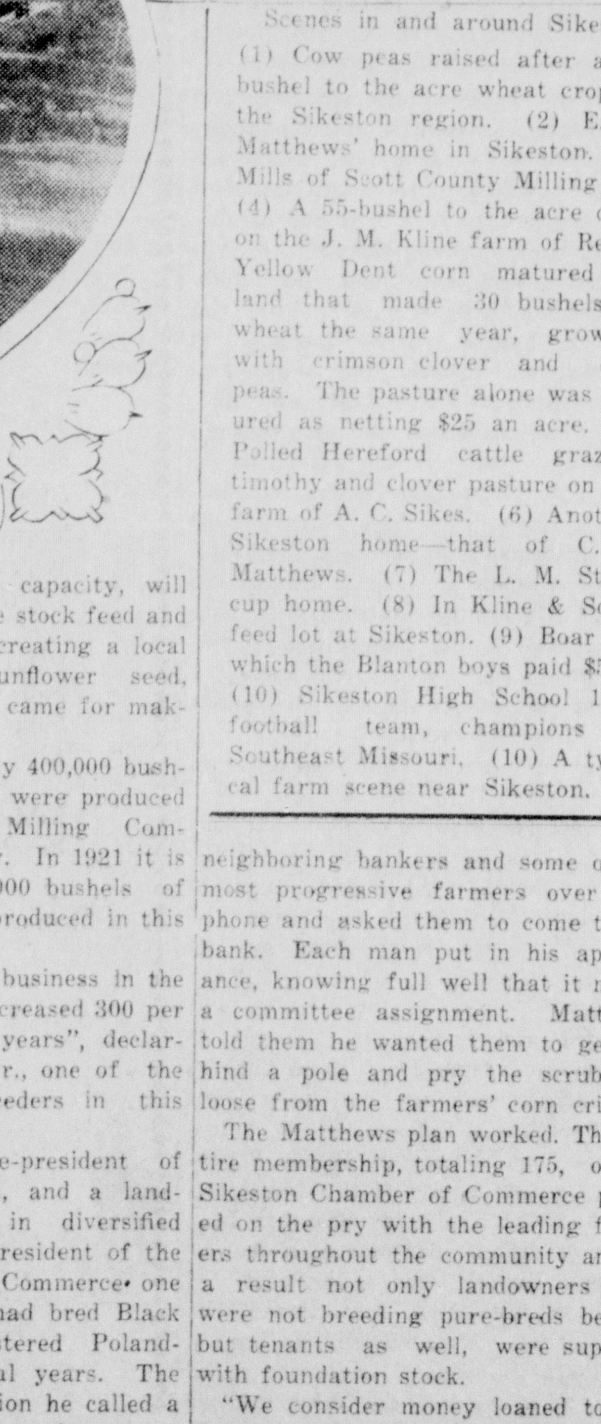 capacity, will
stock feed and
creating a local
unflower seed,
came for mak-
y 400,000 bush-
were produced
Milling Com-
In 1921 it is
000 bushels of
produced in this
business in the
creased 300 per
years", declar-
r., one of the
eders in this
e-president of
, and a land-
in diversified
resident of the
Commerce one
had bred Black
stered Poland-
al years. The
ion he called a
Scenes in and around Sike
(1) Cow peas raised after a
bushel to the acre wheat crop
the Sikeston region. (2) E.
Matthews' home in Sikeston.
Mills of Scott County Milling
(4) A 55-bushel to the acre
on the J. M. Kline farm of Re
Yellow Dent corn matured
land that made 30 bushels
wheat the same year, grow
with crimson clover and
peas. The pasture alone was
ured as netting $25 an acre.
Polled Hereford cattle graz
timothy and clover pasture on
farm of A. C. Sikes. (6) Anot
Sikeston home—that of C.
Matthews. (7) The L. M. St
cup home. (8) In Kline & So
feed lot at Sikeston. (9) Boar
which the Blanton boys paid $
(10) Sikeston High School 1
football team, champions
Southeast Missouri. (10) A ty
cal farm scene near Sikeston.
neighboring bankers and some o
most progressive farmers over
phone and asked them to come t
bank. Each man put in his ap
ance, knowing full well that it
a committee assignment. Matt
told them he wanted them to ge
hind a pole and pry the scrub
loose from the farmers' corn cri
The Matthews plan worked. Th
tire membership, totaling 175, o
Sikeston Chamber of Commerce
ed on the pry with the leading f
ers throughout the community an
a result not only landowners
were not breeding pure-breds be
but tenants as well, were sup
with foundation stock.
"We consider money loaned to